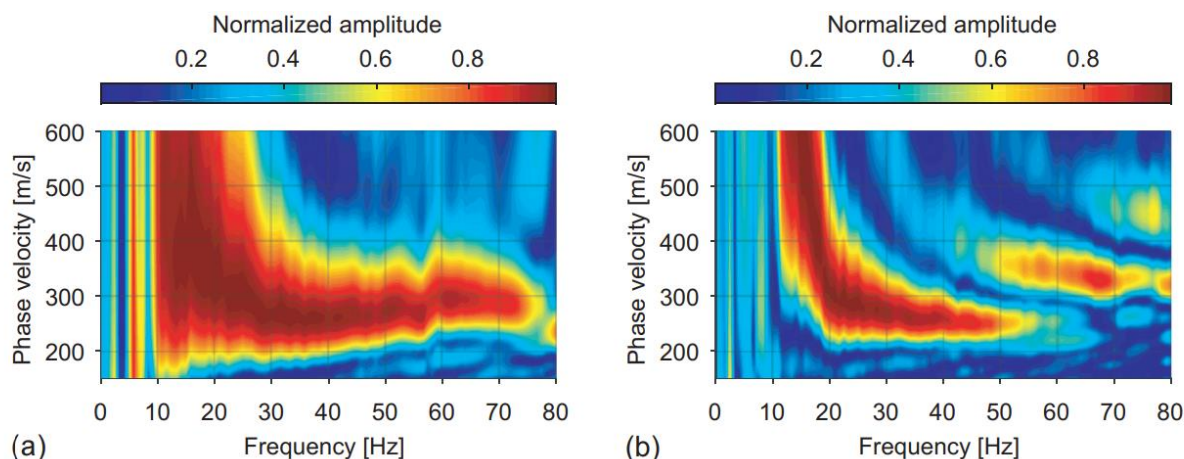 Normalized amplitude
0.2 0.4 0.6 0.8
600
500
400
300
200
Phase velocity [m/s]
0 10 20 30 40 50 60 70 80
Frequency [Hz]
(a)
Normalized amplitude
0.2 0.4 0.6 0.8
600
500
400
300
200
Phase velocity [m/s]
0 10 20 30 40 50 60 70 80
Frequency [Hz]
(b)